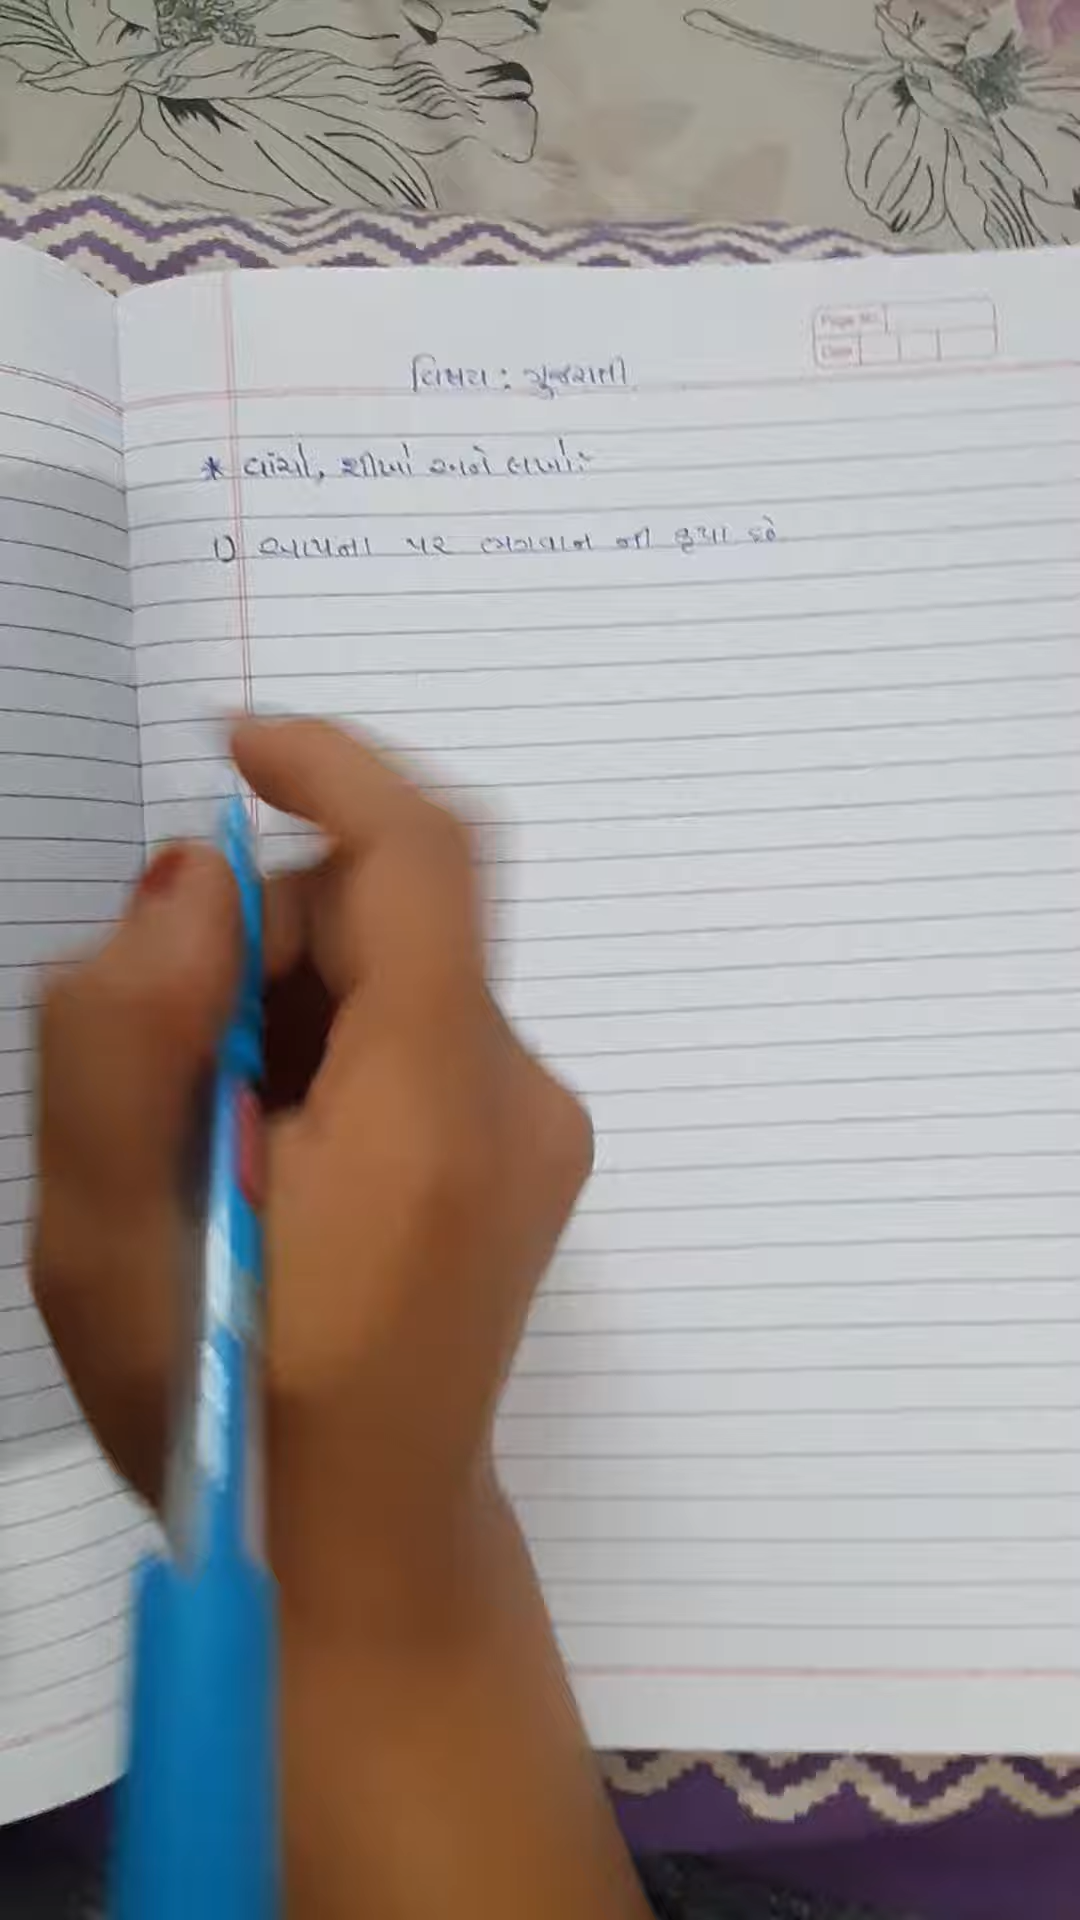 Page No.
Date
વિષય : ગુજરાતી
* વાંચો, શીખો અને લખો:-
1) આપના પર ભગવાન ની કૃપા હો